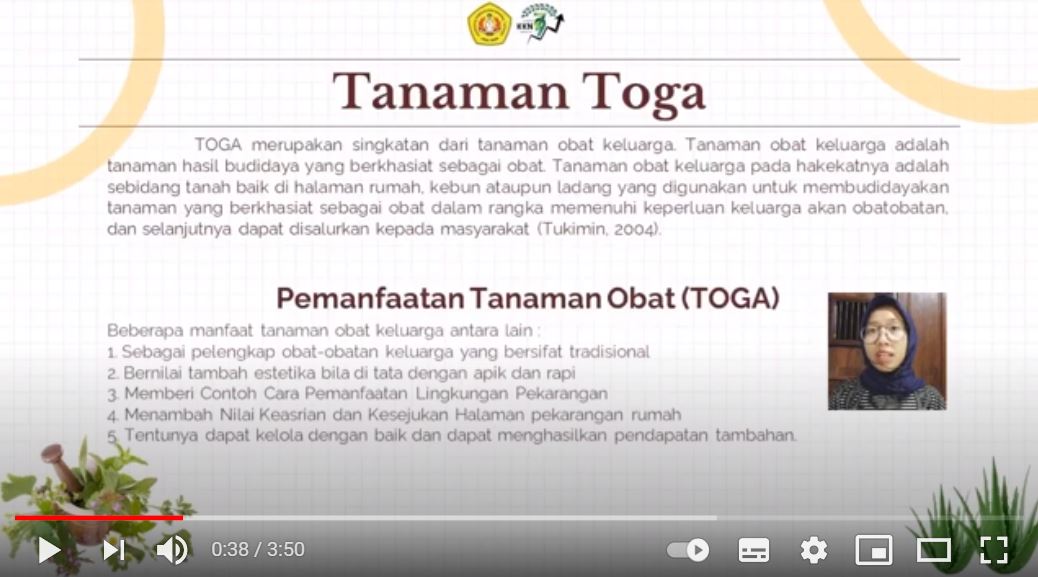 KKN
Tanaman Toga
TOGA merupakan singkatan dari tanaman obat keluarga. Tanaman obat keluarga adalah
tanaman hasil budidaya yang berkhasiat sebagai obat. Tanaman obat keluarga pada hakekatnya adalah
sebidang tanah baik di halaman rumah, kebun ataupun ladang yang digunakan untuk membudidayakan
tanaman yang berkhasiat sebagai obat dalam rangka memenuhi keperluan keluarga akan obatobatan,
dan selanjutnya dapat disalurkan kepada masyarakat (Tukimin, 2004).
Pemanfaatan Tanaman Obat (TOGA)
Beberapa manfaat tanaman obat keluarga antara lain :
1. Sebagai pelengkap obat-obatan keluarga yang bersifat tradisional
2. Bernilai tambah estetika bila di tata dengan apik dan rapi
3. Memberi Contoh Cara Pemanfaatan Lingkungan Pekarangan
4. Menambah Nilai Keasrian dan Kesejukan Halaman pekarangan rumah
5. Tentunya dapat kelola dengan baik dan dapat menghasilkan pendapatan tambahan.
0:38 / 3:50